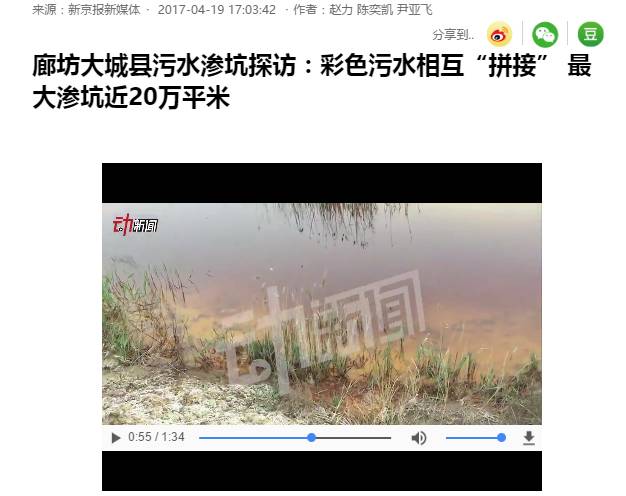 来源：新京报新媒体 · 2017-04-19 17:03:42 · 作者：赵力 陈奕凯 尹亚飞
分享到..
豆
廊坊大城县污水渗坑探访：彩色污水相互“拼接” 最
大渗坑近20万平米
动新闻
动新闻
0:55 / 1:34